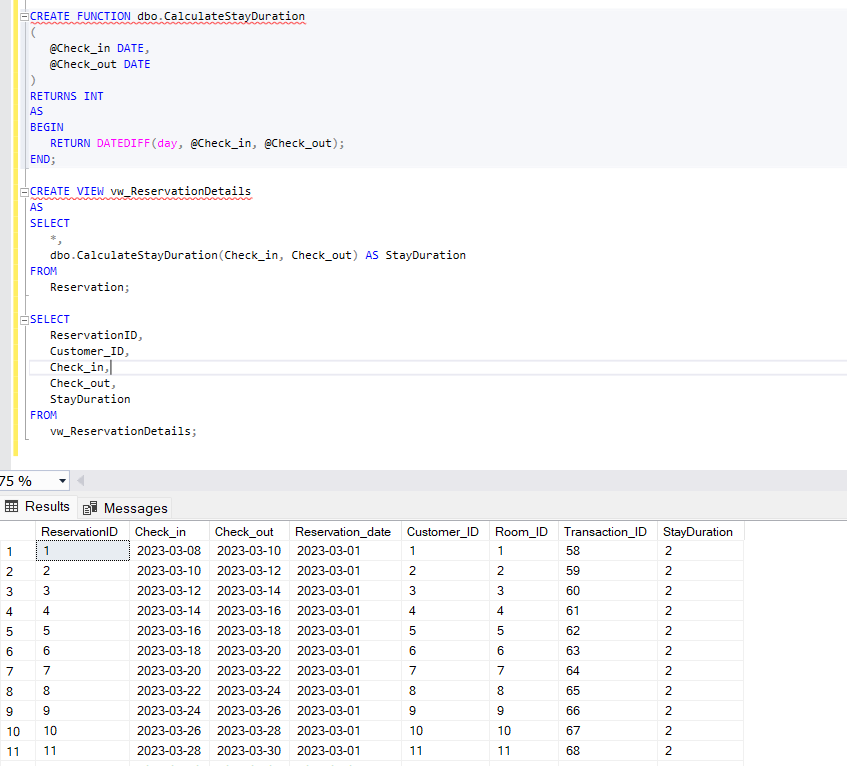 CREATE FUNCTION dbo.CalculateStayDuration
(
@Check_in DATE,
@Check_out DATE
)
RETURNS INT
AS
BEGIN
RETURN DATEDIFF(day, @Check_in, @Check_out);
END;
CREATE VIEW vw_ReservationDetails
AS
SELECT
*,
dbo.CalculateStayDuration(Check_in, Check_out) AS StayDuration
FROM
Reservation;
SELECT
ReservationID,
Customer_ID,
Check_in,
Check_out,
StayDuration
FROM
vw_ReservationDetails;
75 %
Results Messages
ReservationID Check_in Check_out Reservation_date Customer_ID Room_ID Transaction_ID StayDuration
1 1 2023-03-08 2023-03-10 2023-03-01 1 1 58 2
2 2 2023-03-10 2023-03-12 2023-03-01 2 2 59 2
3 3 2023-03-12 2023-03-14 2023-03-01 3 3 60 2
4 4 2023-03-14 2023-03-16 2023-03-01 4 4 61 2
5 5 2023-03-16 2023-03-18 2023-03-01 5 5 62 2
6 6 2023-03-18 2023-03-20 2023-03-01 6 6 63 2
7 7 2023-03-20 2023-03-22 2023-03-01 7 7 64 2
8 8 2023-03-22 2023-03-24 2023-03-01 8 8 65 2
9 9 2023-03-24 2023-03-26 2023-03-01 9 9 66 2
10 10 2023-03-26 2023-03-28 2023-03-01 10 10 67 2
11 11 2023-03-28 2023-03-30 2023-03-01 11 11 68 2